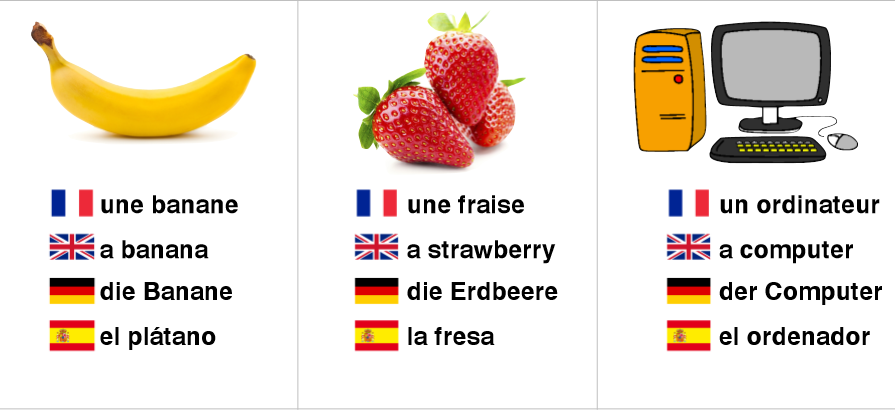 une banane
a banana
die Banane
el plátano
une fraise
a strawberry
die Erdbeere
la fresa
un ordinateur
a computer
der Computer
el ordenador